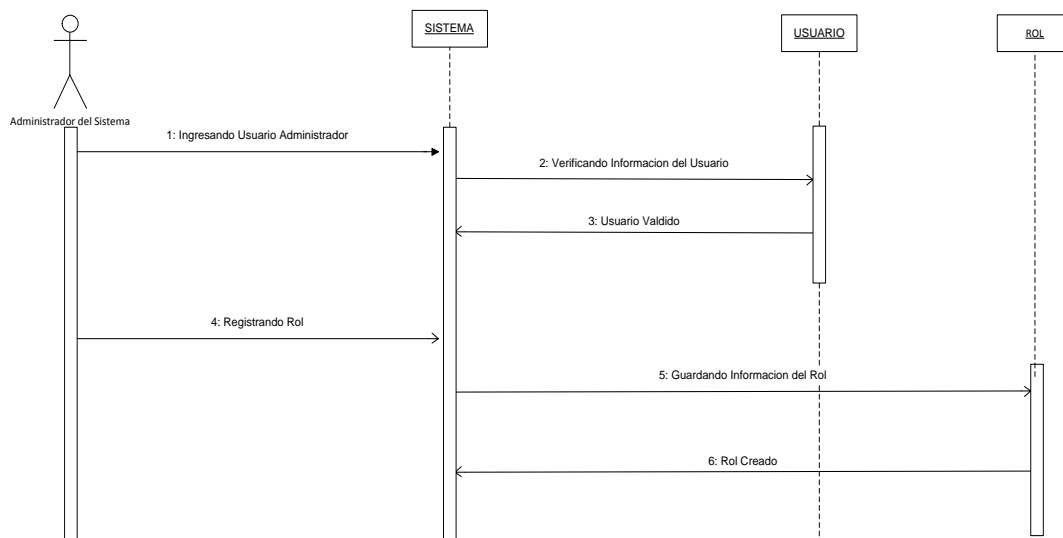 SISTEMA
USUARIO
ROL
Administrador del Sistema
1: Ingresando Usuario Administrador
2: Verificando Informacion del Usuario
3: Usuario Valdido
4: Registrando Rol
5: Guardando Informacion del Rol
6: Rol Creado